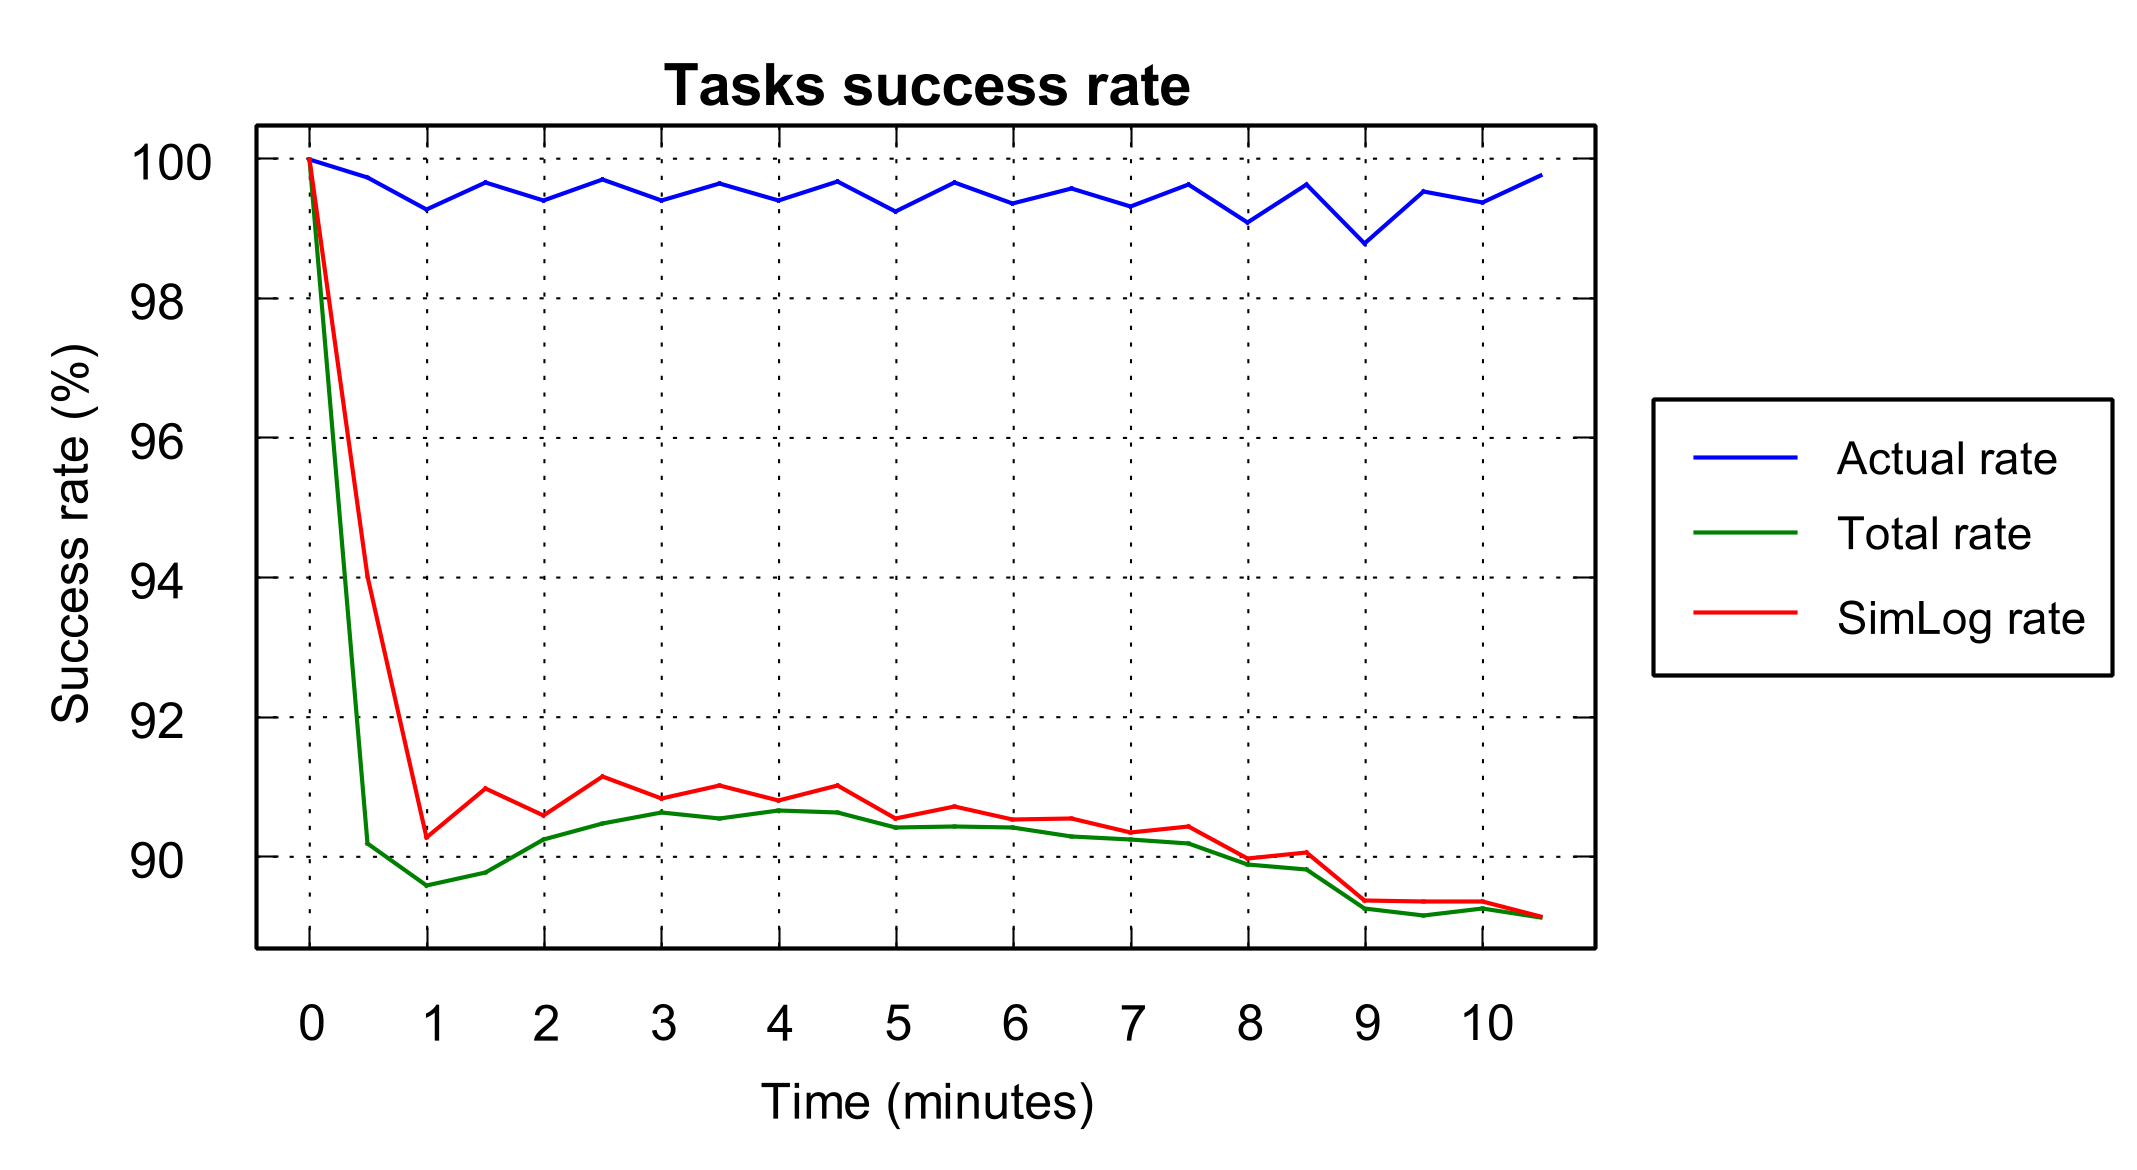 Tasks success rate
100
98
96
94
92
90
Success rate (%)
0 1 2 3 4 5 6 7 8 9 10
Time (minutes)
Actual rate
Total rate
SimLog rate